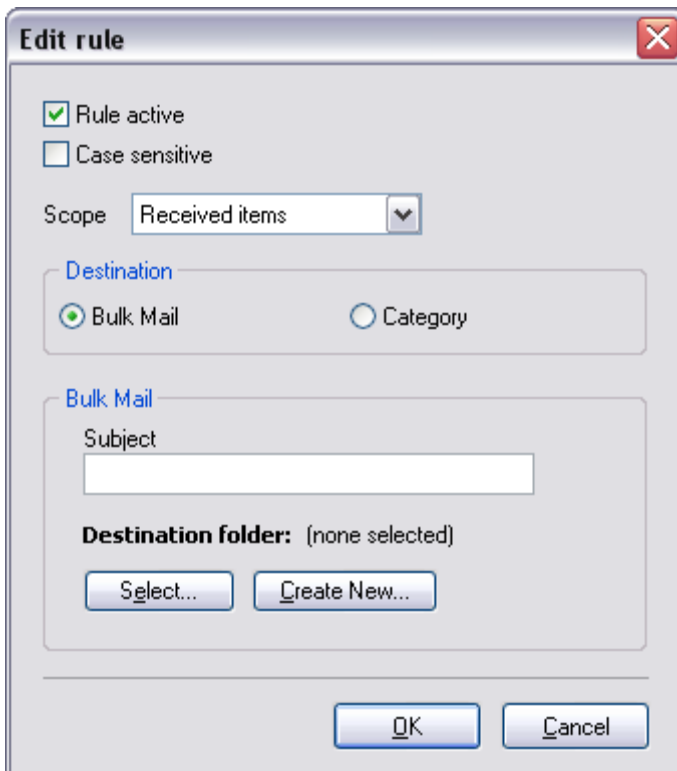 Edit rule
Rule active
Case sensitive
Scope Received items
Destination
Bulk Mail Category
Bulk Mail
Subject
Destination folder: (none selected)
Select... Create New...
OK Cancel